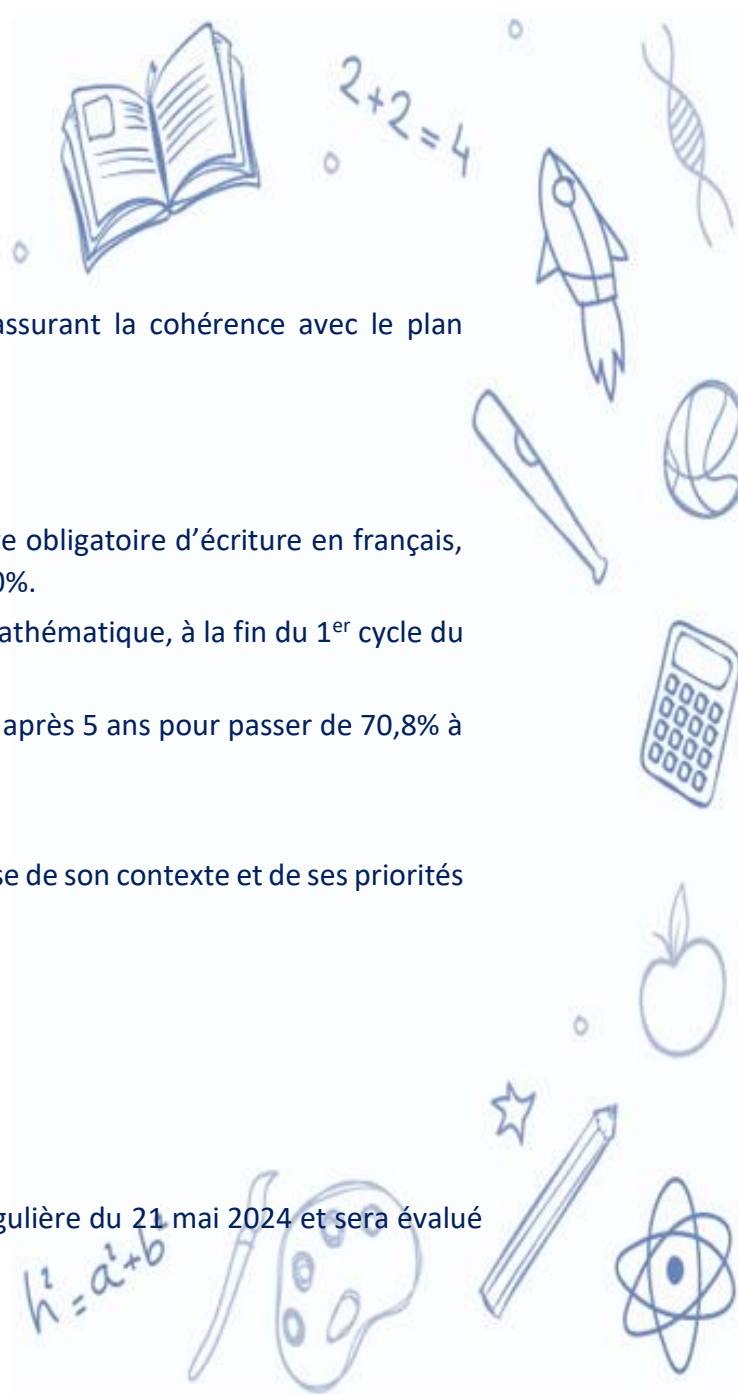 2+2=4
assurant la cohérence avec le plan
e obligatoire d'écriture en français,
0%.
athématique, à la fin du 1er cycle du
après 5 ans pour passer de 70,8% à
se de son contexte et de ses priorités
gulière du 21 mai 2024 et sera évalué
h²=a²+b²